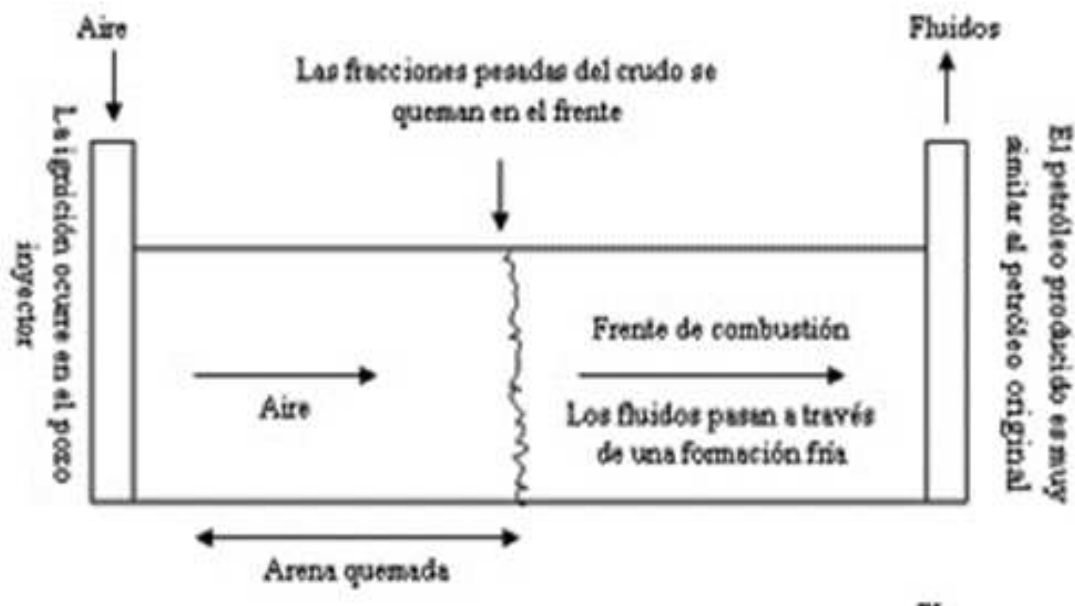 Aire
Fluidos
Las fracciones pesadas del crudo se
queman en el frente
La ignición ocurre en el pozo
inyector
El petróleo producido es muy
similar al petróleo original
Frente de combustión
Aire
Los fluidos pasan a través
de una formación fría
Arena quemada